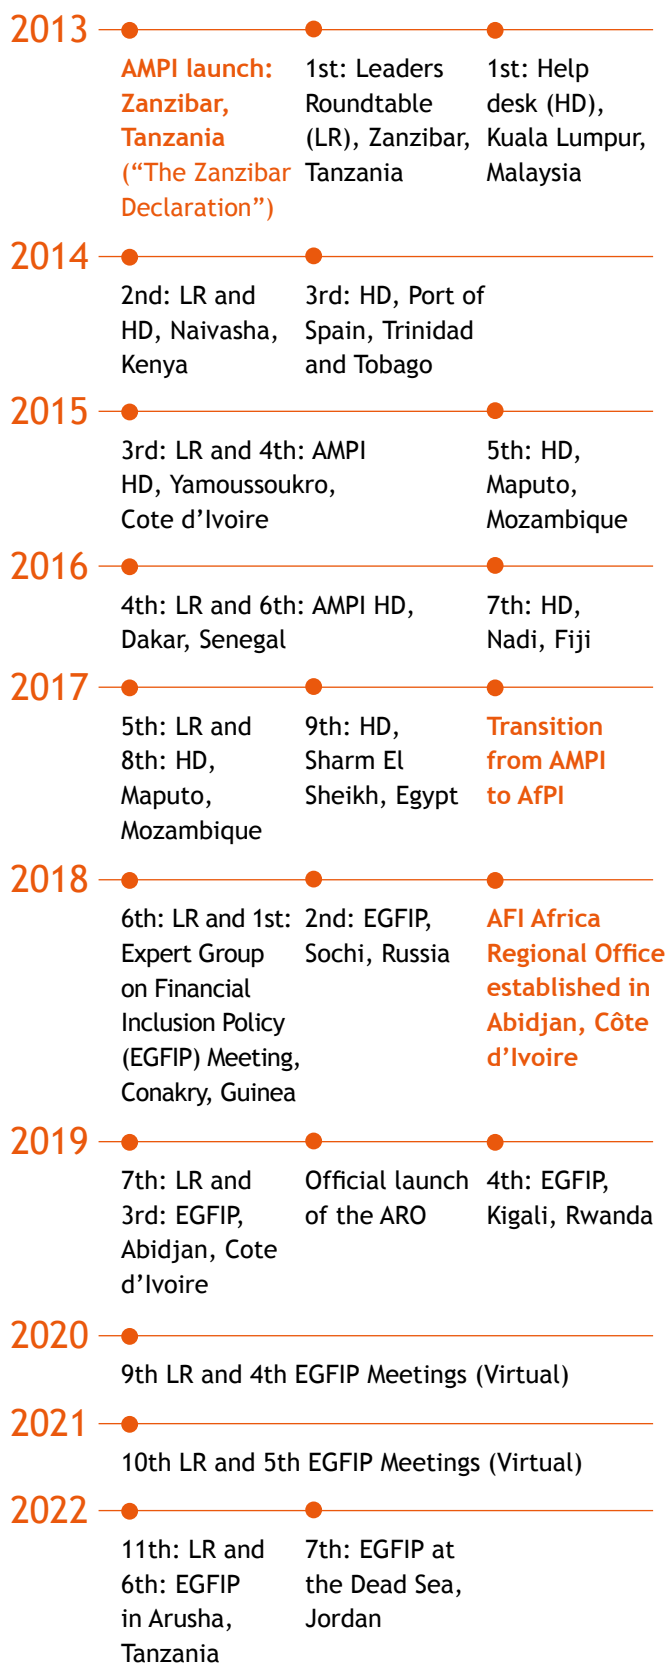 2013
AMPI launch:
Zanzibar,
Tanzania
(“The Zanzibar
Declaration”)
1st: Leaders
Roundtable
(LR), Zanzibar,
Tanzania
1st: Help
desk (HD),
Kuala Lumpur,
Malaysia
2014
2nd: LR and
HD, Naivasha,
Kenya
3rd: HD, Port of
Spain, Trinidad
and Tobago
2015
3rd: LR and 4th: AMPI
HD, Yamoussoukro,
Cote d’Ivoire
5th: HD,
Maputo,
Mozambique
2016
4th: LR and 6th: AMPI HD,
Dakar, Senegal
7th: HD,
Nadi, Fiji
2017
5th: LR and
8th: HD,
Maputo,
Mozambique
9th: HD,
Sharm El
Sheikh, Egypt
Transition
from AMPI
to AfPI
2018
6th: LR and 1st:
Expert Group
on Financial
Inclusion Policy
(EGFIP) Meeting,
Conakry, Guinea
2nd: EGFIP,
Sochi, Russia
AFI Africa
Regional Office
established in
Abidjan, Côte
d’Ivoire
2019
7th: LR and
3rd: EGFIP,
Abidjan, Cote
d’Ivoire
Official launch
of the ARO
4th: EGFIP,
Kigali, Rwanda
2020
9th LR and 4th EGFIP Meetings (Virtual)
2021
10th LR and 5th EGFIP Meetings (Virtual)
2022
11th: LR and
6th: EGFIP
in Arusha,
Tanzania
7th: EGFIP at
the Dead Sea,
Jordan